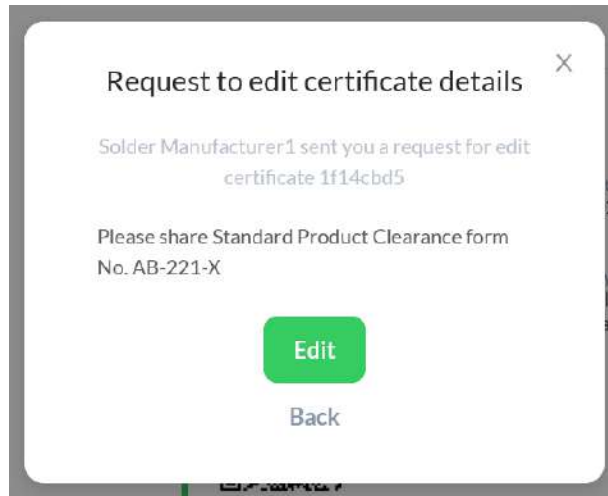 Request to edit certificate details
Solder Manufacturer1 sent you a request for edit
certificate 1f14cbd5
Please share Standard Product Clearance form
No. AB-221-X
Edit
Back